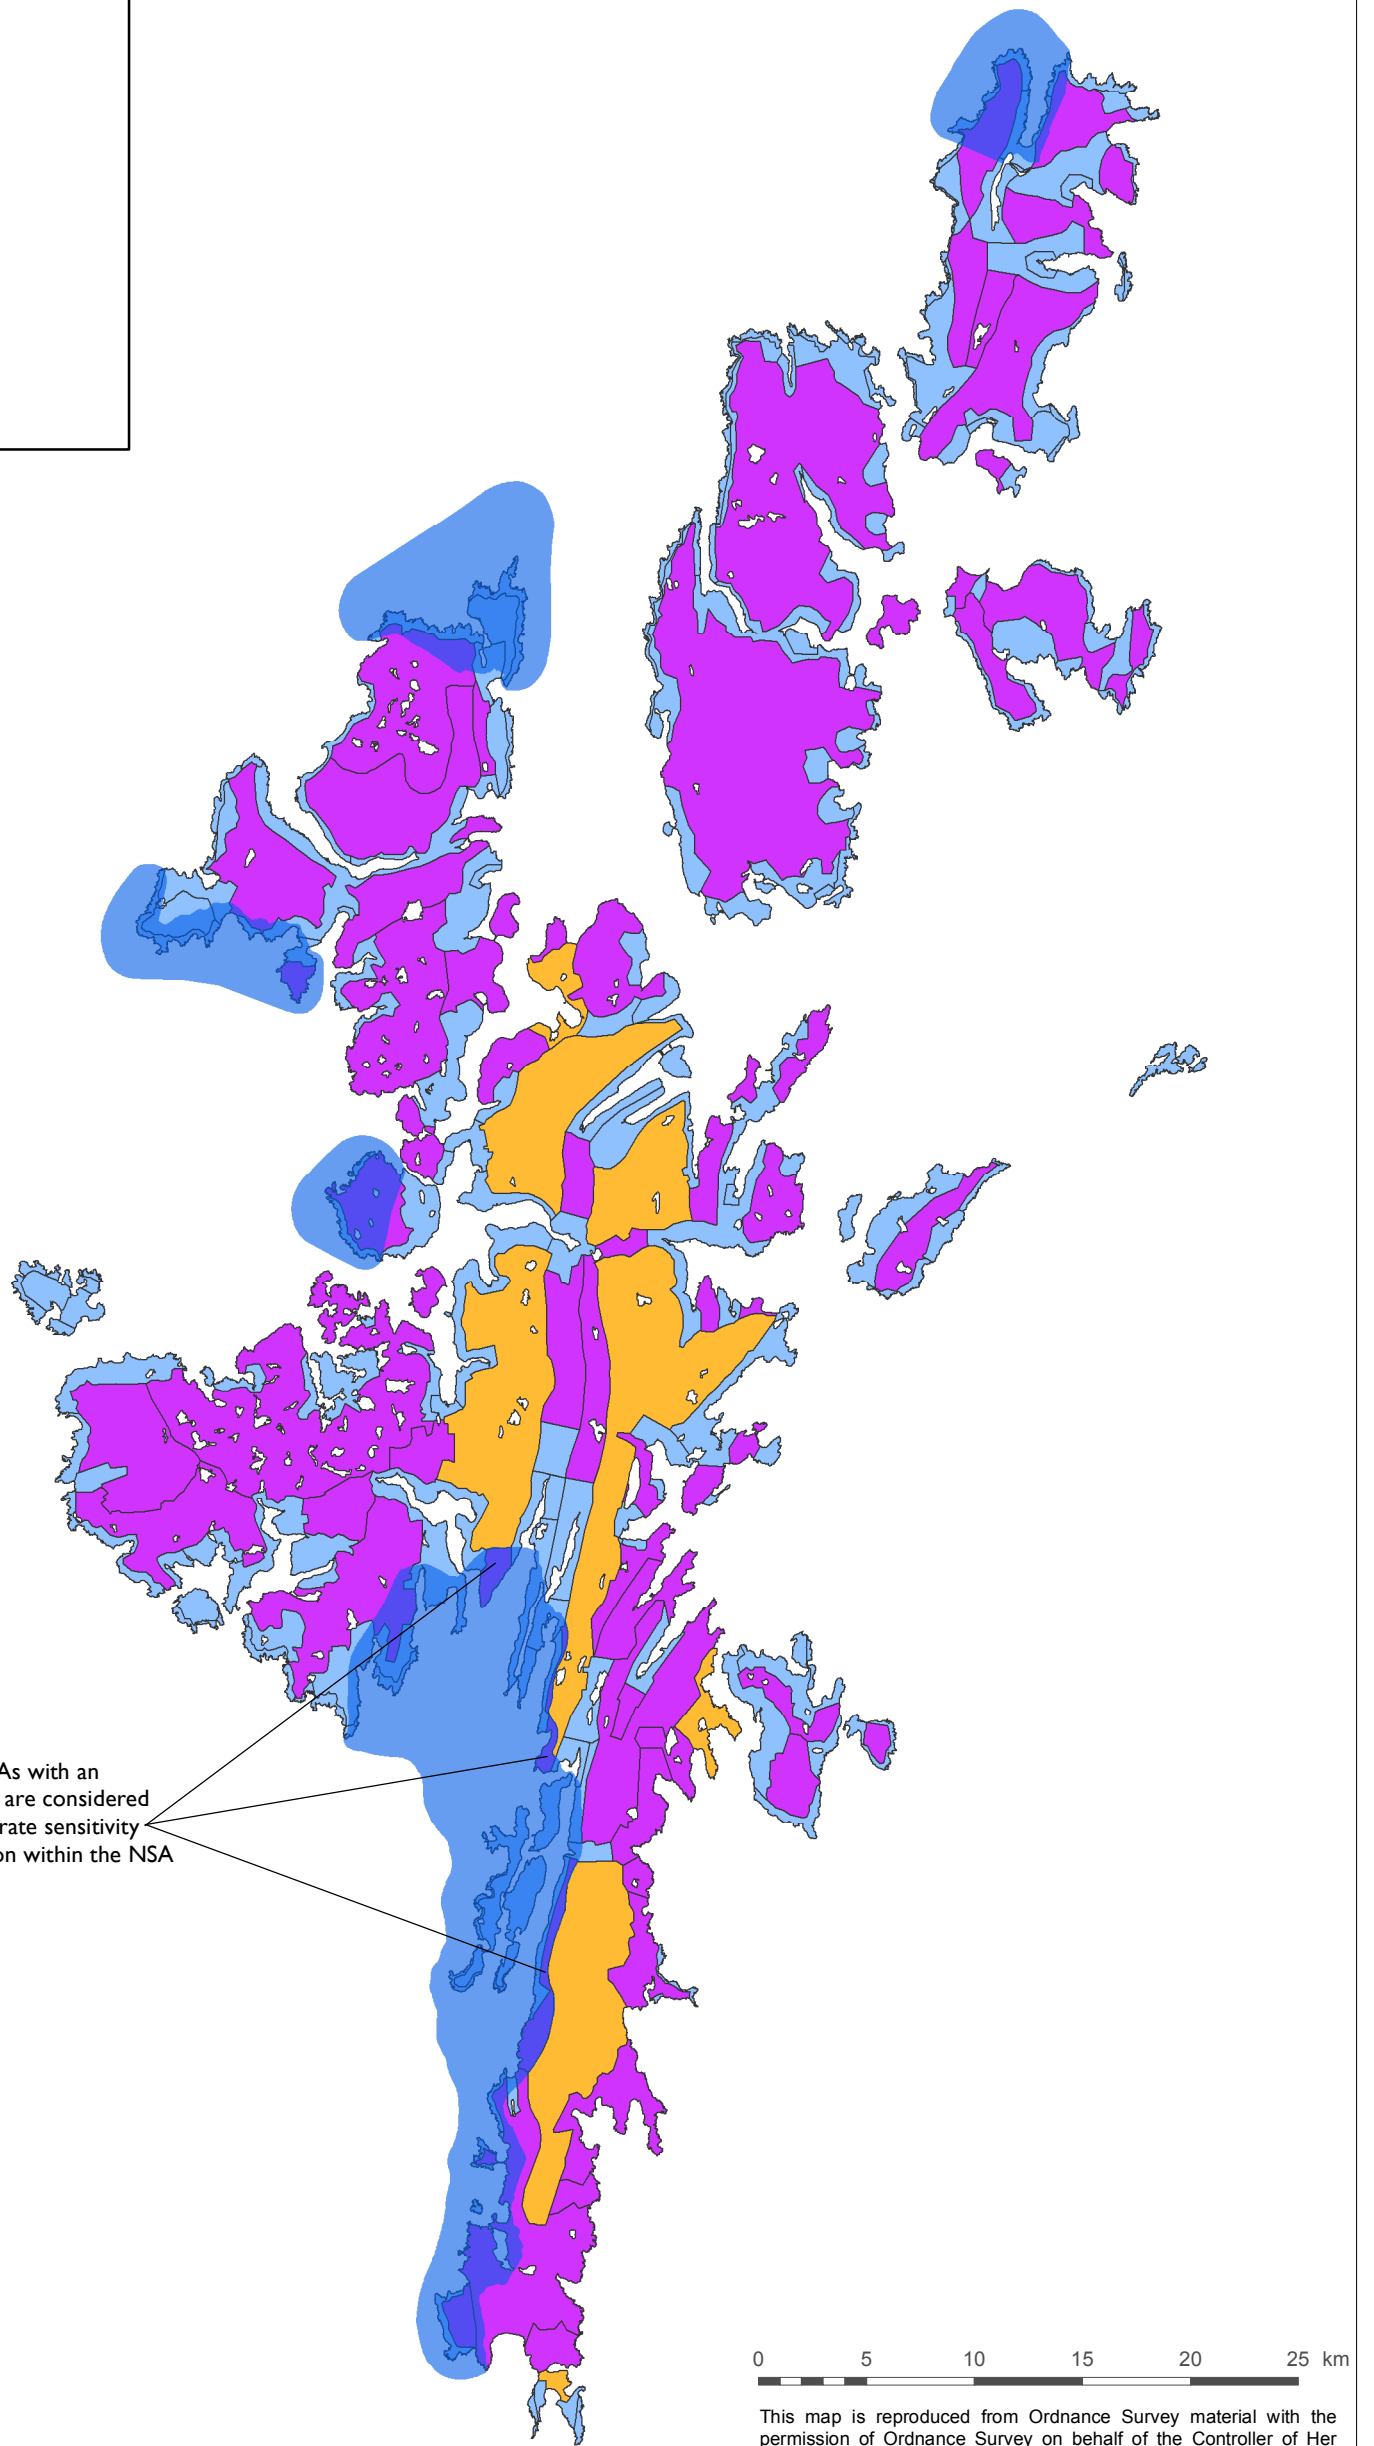 As with an
are considered
rate sensitivity
on within the NSA
0 5 10 15 20 25 km
This map is reproduced from Ordnance Survey material with the
permission of Ordnance Survey on behalf of the Controller of Her